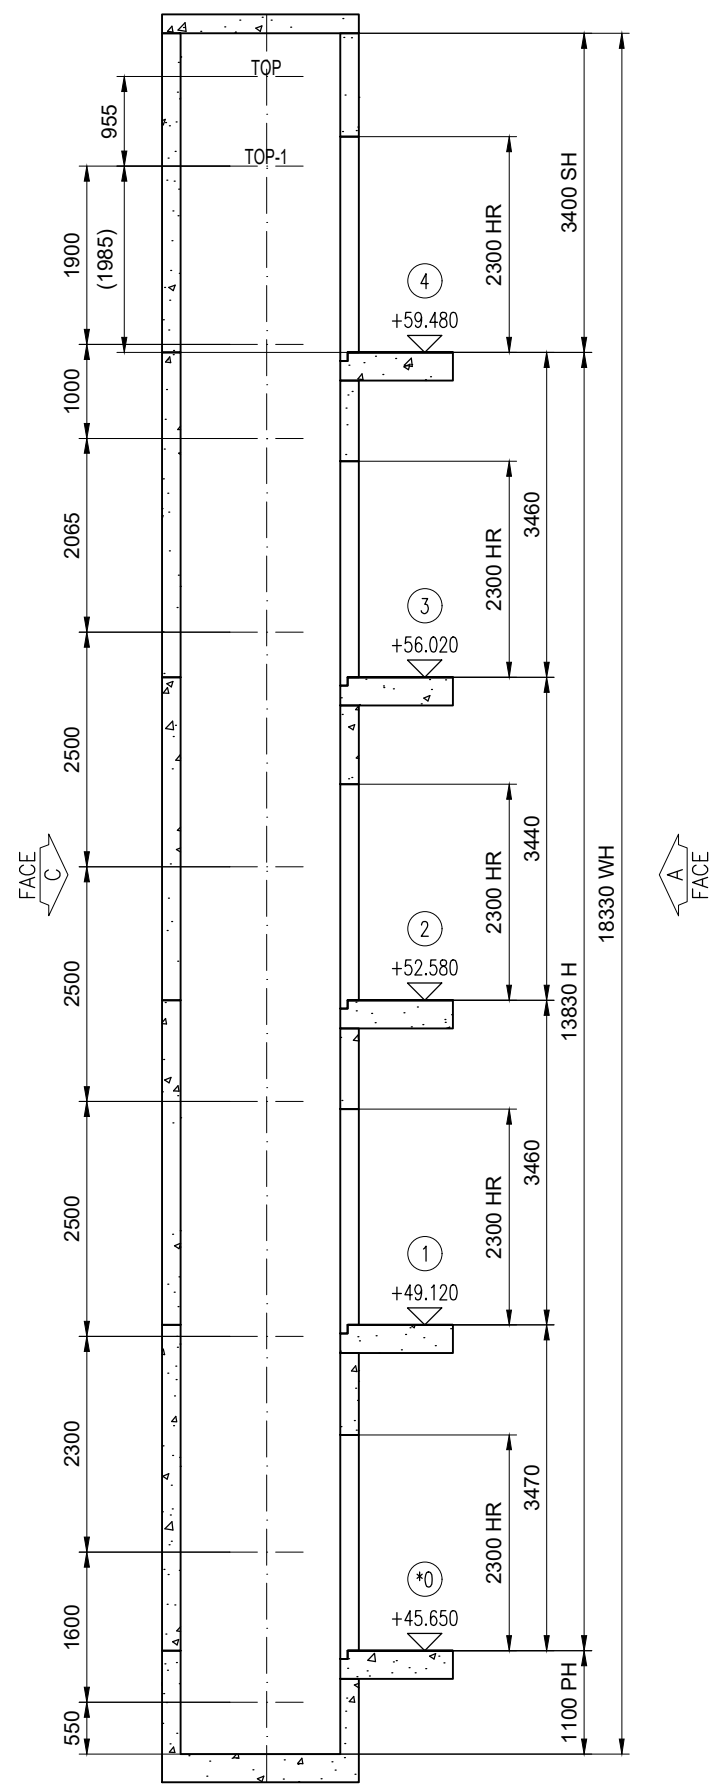 TOP
955
TOP-1
3400 SH
2300 HR
1900
(1985)
4
+59.480
1000
2065
3460
2300 HR
3
+56.020
2500
3440
2300 HR
FACE
C
A
FACE
18330 WH
2
+52.580
2500
13830 H
3460
2300 HR
2500
1
+49.120
2300
3470
2300 HR
*0
+45.650
1600
1100 PH
550